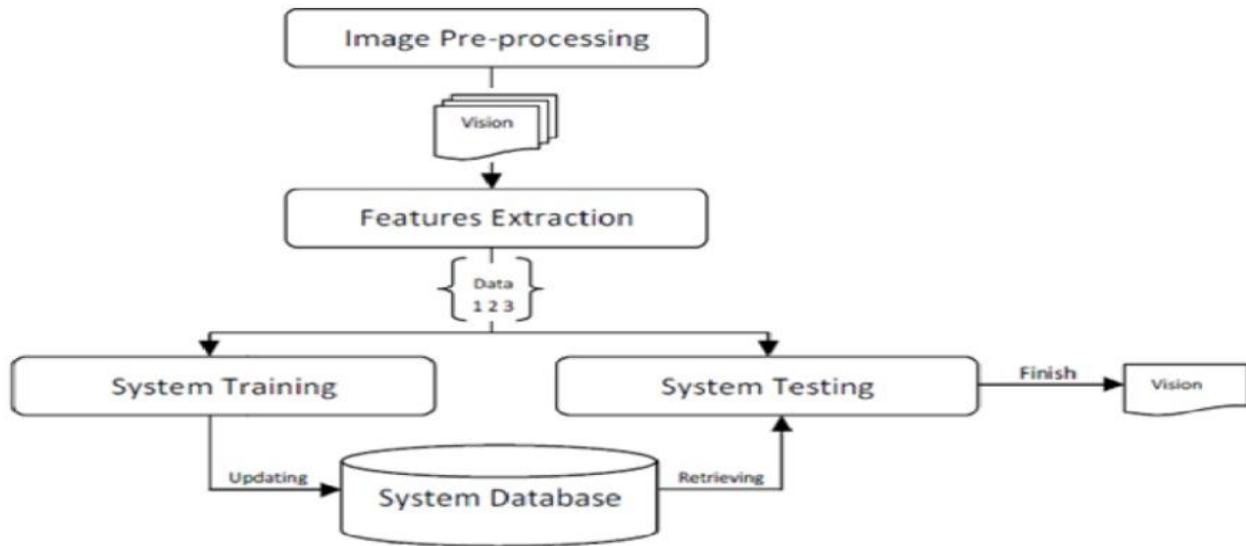 Image Pre-processing
Vision
Features Extraction
Data
1 2 3
System Training
System Testing
Finish
Vision
Updating
System Database
Retrieving